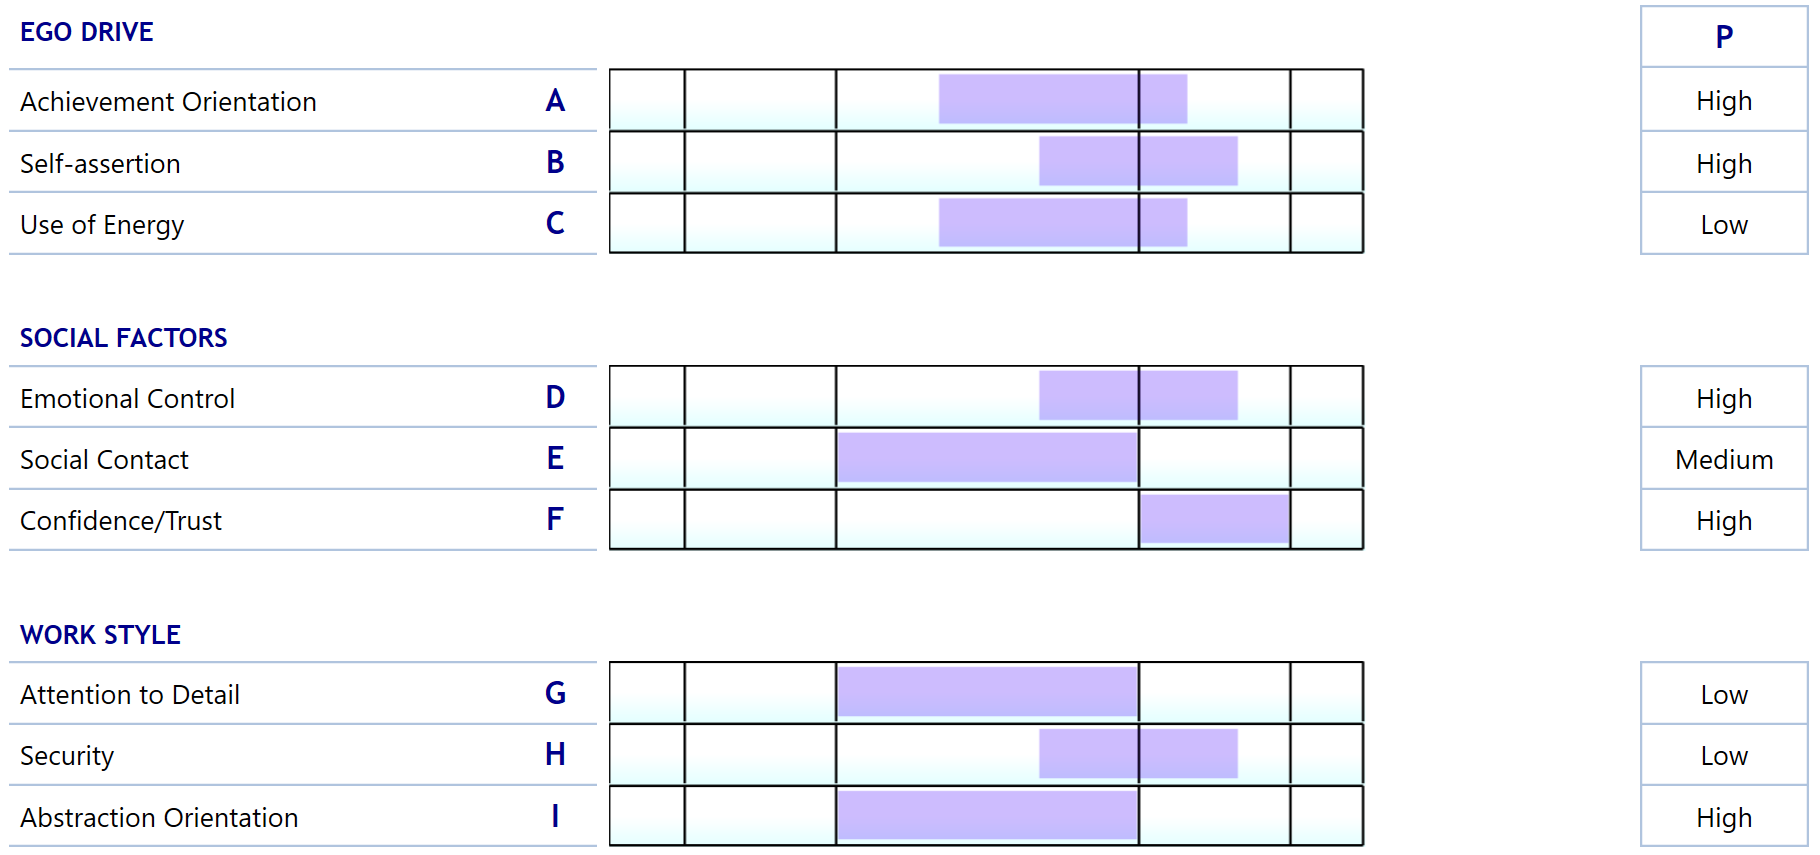 EGO DRIVE P
Achievement Orientation A High
Self-assertion B High
Use of Energy C Low
SOCIAL FACTORS
Emotional Control D High
Social Contact E Medium
Confidence/Trust F High
WORK STYLE
Attention to Detail G Low
Security H Low
Abstraction Orientation I High